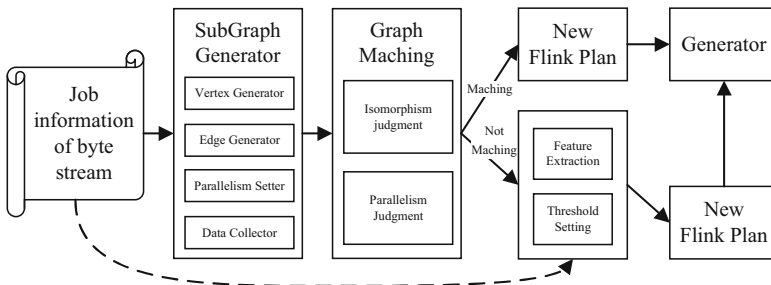 Job
information
of byte
stream
SubGraph
Generator
Vertex Generator
Edge Generator
Parallelism Setter
Data Collector
Graph
Maching
Isomorphism
judgment
Parallelism
Judgment
Maching
Not
Maching
New
Flink Plan
Generator
Feature
Extraction
Threshold
Setting
New
Flink Plan